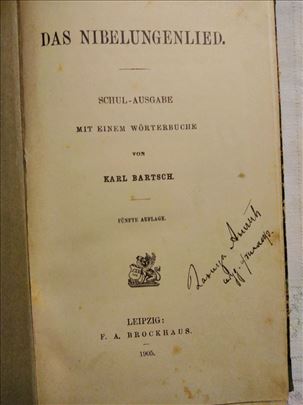 DAS NIBELUNGENLIED.
SCHUL-AUSGABE
MIT EINEM WÖRTERBUCHE
VON
KARL BARTSCH.
FÜNFTE AUFLAGE.
LEIPZIG:
F. A. BROCKHAUS.
1905.